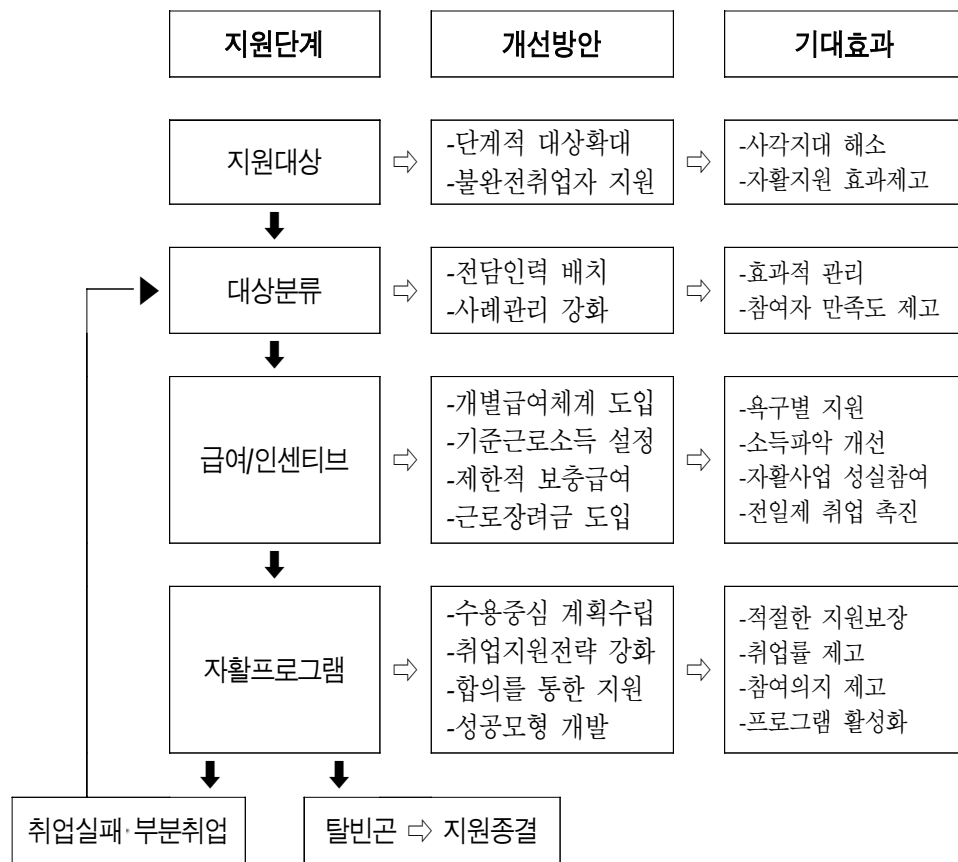 지원단계
개선방안
기대효과
지원대상
-단계적 대상확대
-불완전취업자 지원
-사각지대 해소
-자활지원 효과제고
대상분류
-전담인력 배치
-사례관리 강화
-효과적 관리
-참여자 만족도 제고
급여/인센티브
-개별급여체계 도입
-기준근로소득 설정
-제한적 보충급여
-근로장려금 도입
-욕구별 지원
-소득파악 개선
-자활사업 성실참여
-전일제 취업 촉진
자활프로그램
-수용중심 계획수립
-취업지원전략 강화
-합의를 통한 지원
-성공모형 개발
-적절한 지원보장
-취업률 제고
-참여의지 제고
-프로그램 활성화
취업실패·부분취업
탈빈곤 ⇨ 지원종결